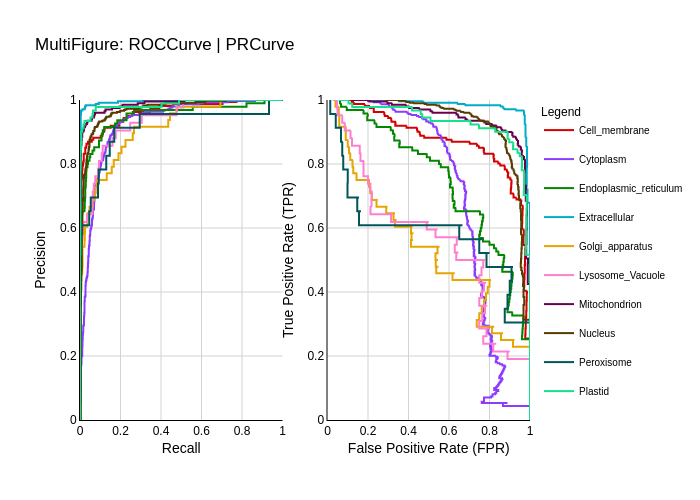 MultiFigure: ROCCurve | PRCurve
1
0.8
0.6
0.4
0.2
0
Precision
0
0.2
0.4
0.6
0.8
1
Recall
1
0.8
0.6
0.4
0.2
0
True Positive Rate (TPR)
0
0.2
0.4
0.6
0.8
1
False Positive Rate (FPR)
Legend
Cell_membrane
Cytoplasm
Endoplasmic_reticulum
Extracellular
Golgi_apparatus
Lysosome_Vacuole
Mitochondrion
Nucleus
Peroxisome
Plastid